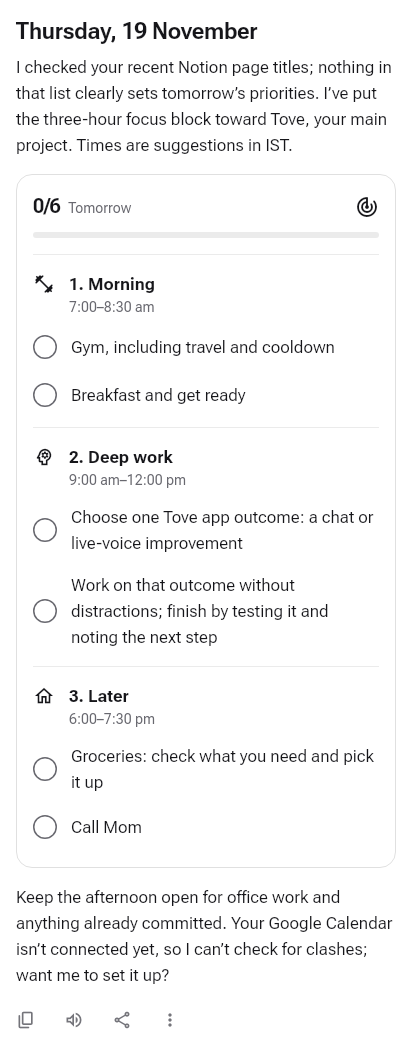 Thursday, 19 November
I checked your recent Notion page titles; nothing in
that list clearly sets tomorrow’s priorities. I’ve put
the three-hour focus block toward Tove, your main
project. Times are suggestions in IST.
0/6 Tomorrow
1. Morning
7:00–8:30 am
Gym, including travel and cooldown
Breakfast and get ready
2. Deep work
9:00 am–12:00 pm
Choose one Tove app outcome: a chat or
live-voice improvement
Work on that outcome without
distractions; finish by testing it and
noting the next step
3. Later
6:00–7:30 pm
Groceries: check what you need and pick
it up
Call Mom
Keep the afternoon open for office work and
anything already committed. Your Google Calendar
isn’t connected yet, so I can’t check for clashes;
want me to set it up?